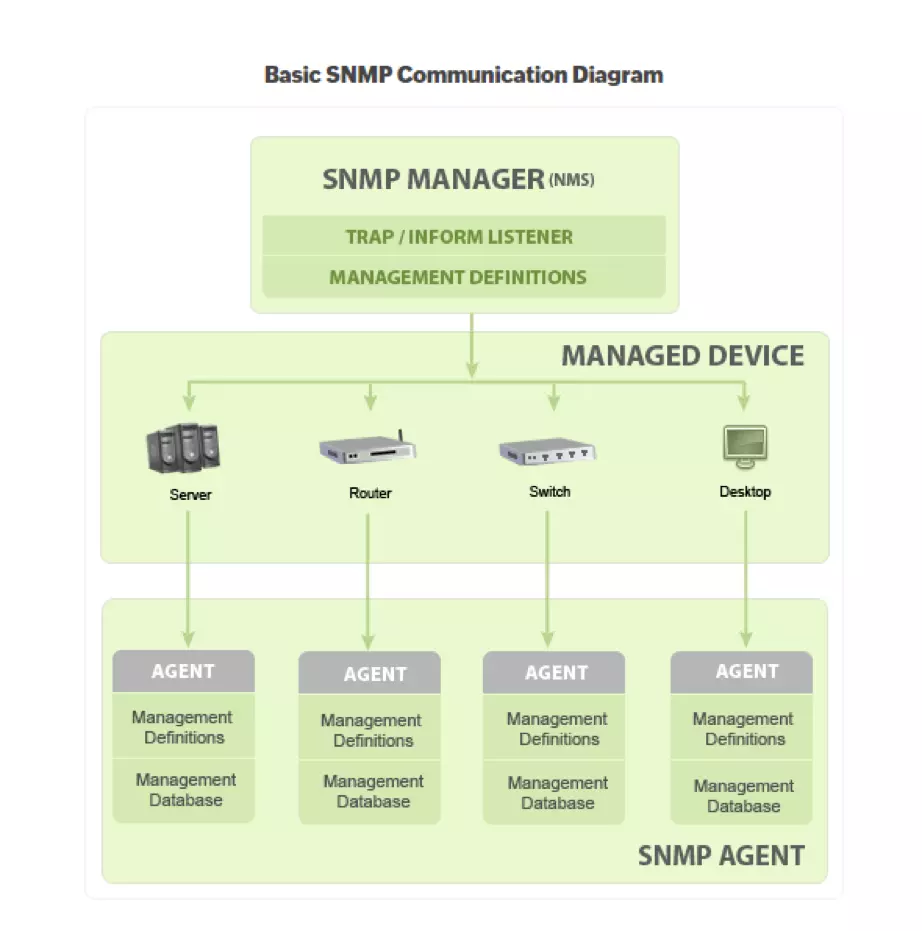 Basic SNMP Communication Diagram
SNMP MANAGER (NMS)
TRAP / INFORM LISTENER
MANAGEMENT DEFINITIONS
MANAGED DEVICE
Server
Router
Switch
Desktop
AGENT
Management
Definitions
Management
Database
AGENT
Management
Definitions
Management
Database
AGENT
Management
Definitions
Management
Database
AGENT
Management
Definitions
Management
Database
SNMP AGENT